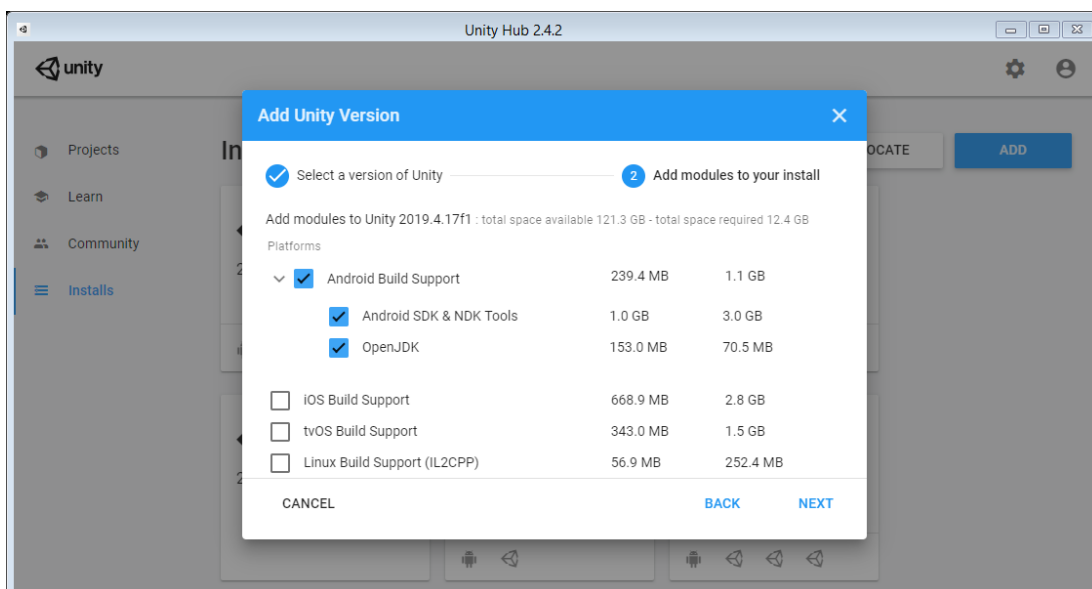 Unity Hub 2.4.2
unity
Add Unity Version
Projects
In
OCATE
ADD
Select a version of Unity
2
Add modules to your install
Learn
Add modules to Unity 2019.4.17f1 : total space available 121.3 GB - total space required 12.4 GB
Community
Platforms
2
Android Build Support 239.4 MB 1.1 GB
Installs
Android SDK & NDK Tools 1.0 GB 3.0 GB
OpenJDK 153.0 MB 70.5 MB
iOS Build Support 668.9 MB 2.8 GB
tvOS Build Support 343.0 MB 1.5 GB
Linux Build Support (IL2CPP) 56.9 MB 252.4 MB
2
CANCEL
BACK
NEXT